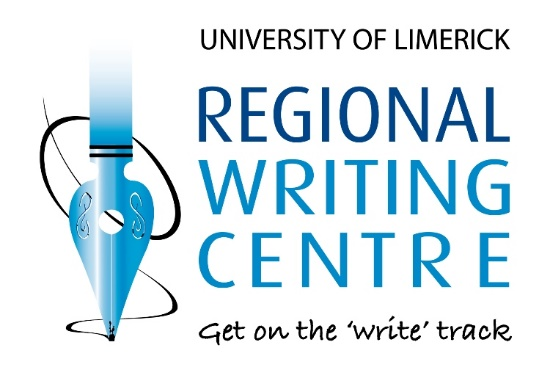 UNIVERSITY OF LIMERICK
REGIONAL
WRITING
CENTRE
Get on the ‘write’ track